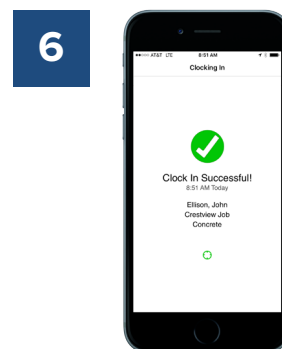 6
AT&T LTE
8:51 AM
Clocking In
Clock In Successful!
8:51 AM Today
Ellison, John
Crestview Job
Concrete